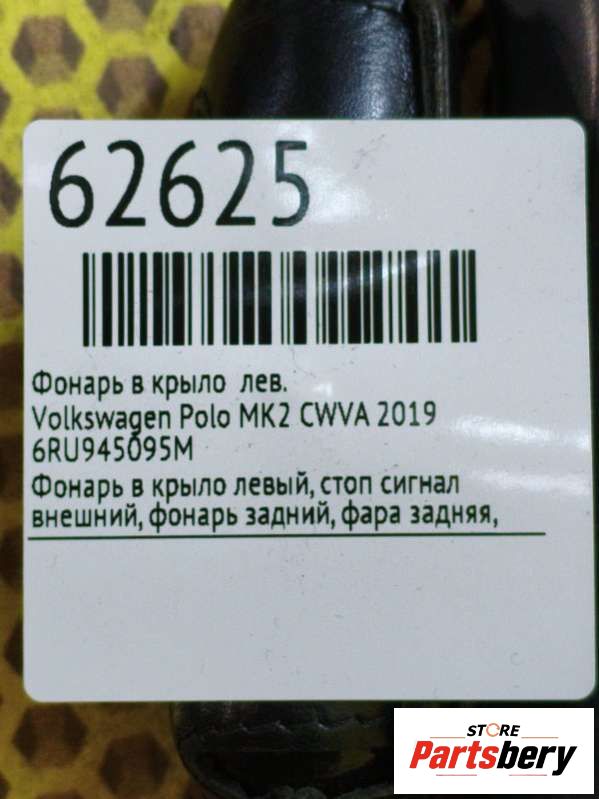 62625
Фонарь в крыло лев.
Volkswagen Polo MK2 CWVA 2019
6RU945095M
Фонарь в крыло левый, стоп сигнал
внешний, фонарь задний, фара задняя,
STORE
Partsbery